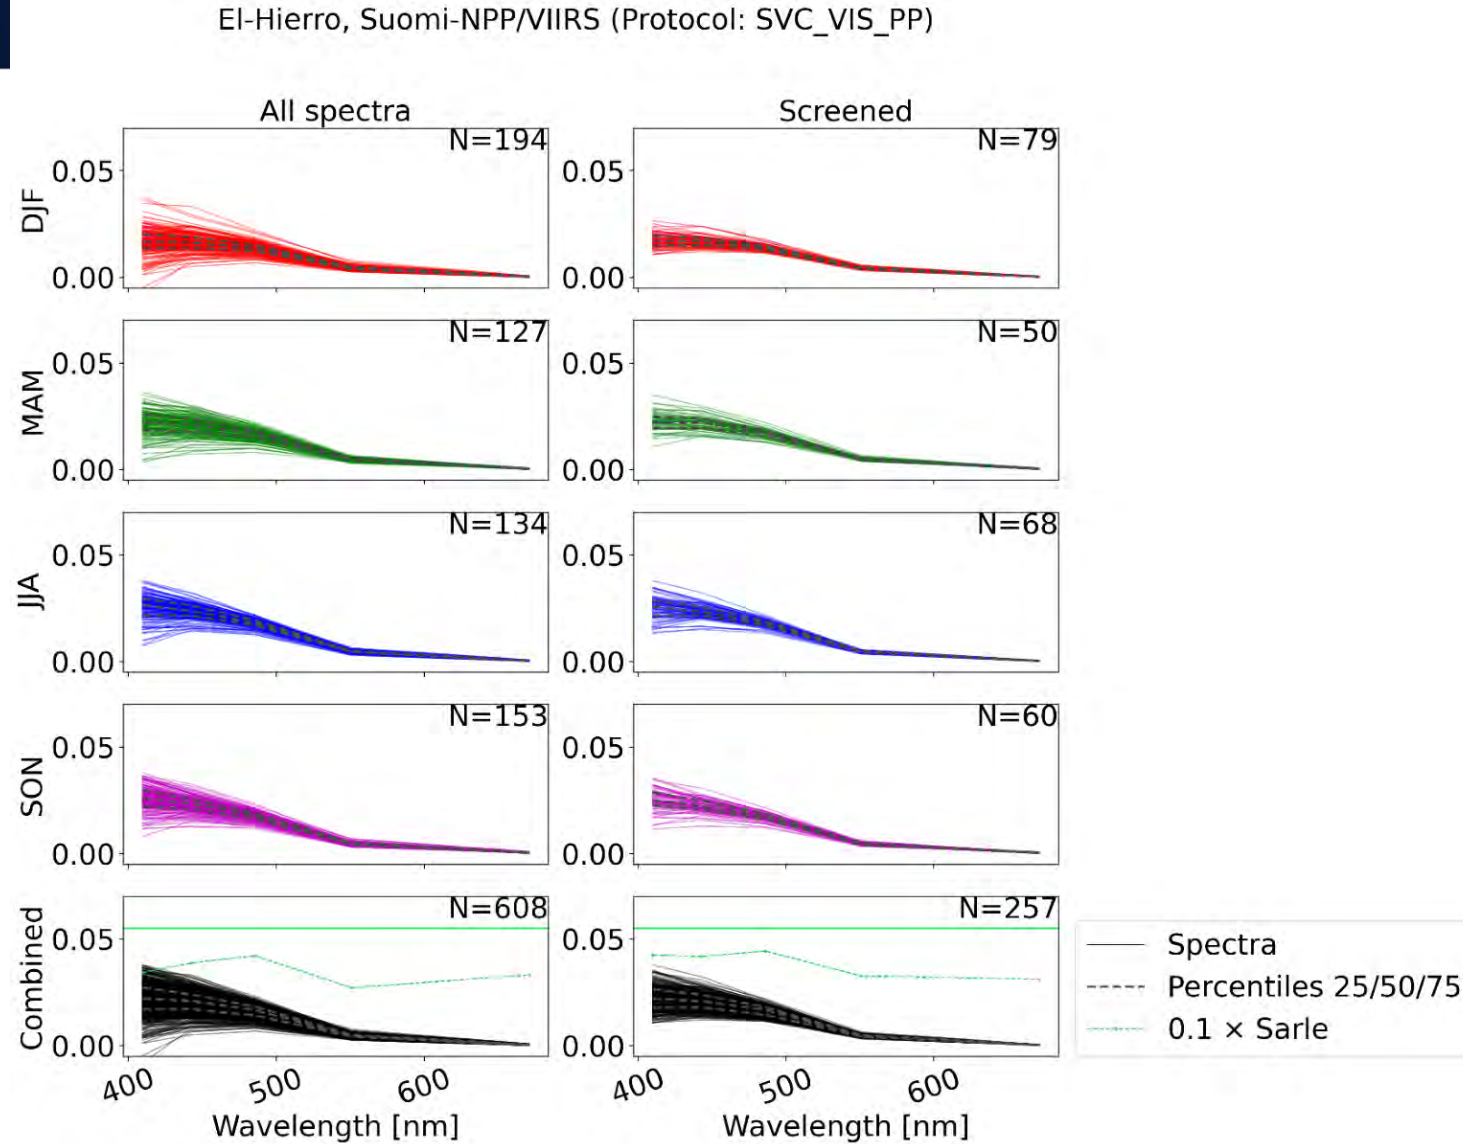 El-Hierro, Suomi-NPP/VIIRS (Protocol: SVC_VIS_PP)
All spectra
Screened
DJF
0.05
0.00
N=194
0.05
0.00
N=79
MAM
0.05
0.00
N=127
0.05
0.00
N=50
JJA
0.05
0.00
N=134
0.05
0.00
N=68
SON
0.05
0.00
N=153
0.05
0.00
N=60
Combined
0.05
0.00
N=608
0.05
0.00
N=257
400 500 600
400 500 600
Wavelength [nm]
Wavelength [nm]
Spectra
Percentiles 25/50/75
0.1 × Sarle